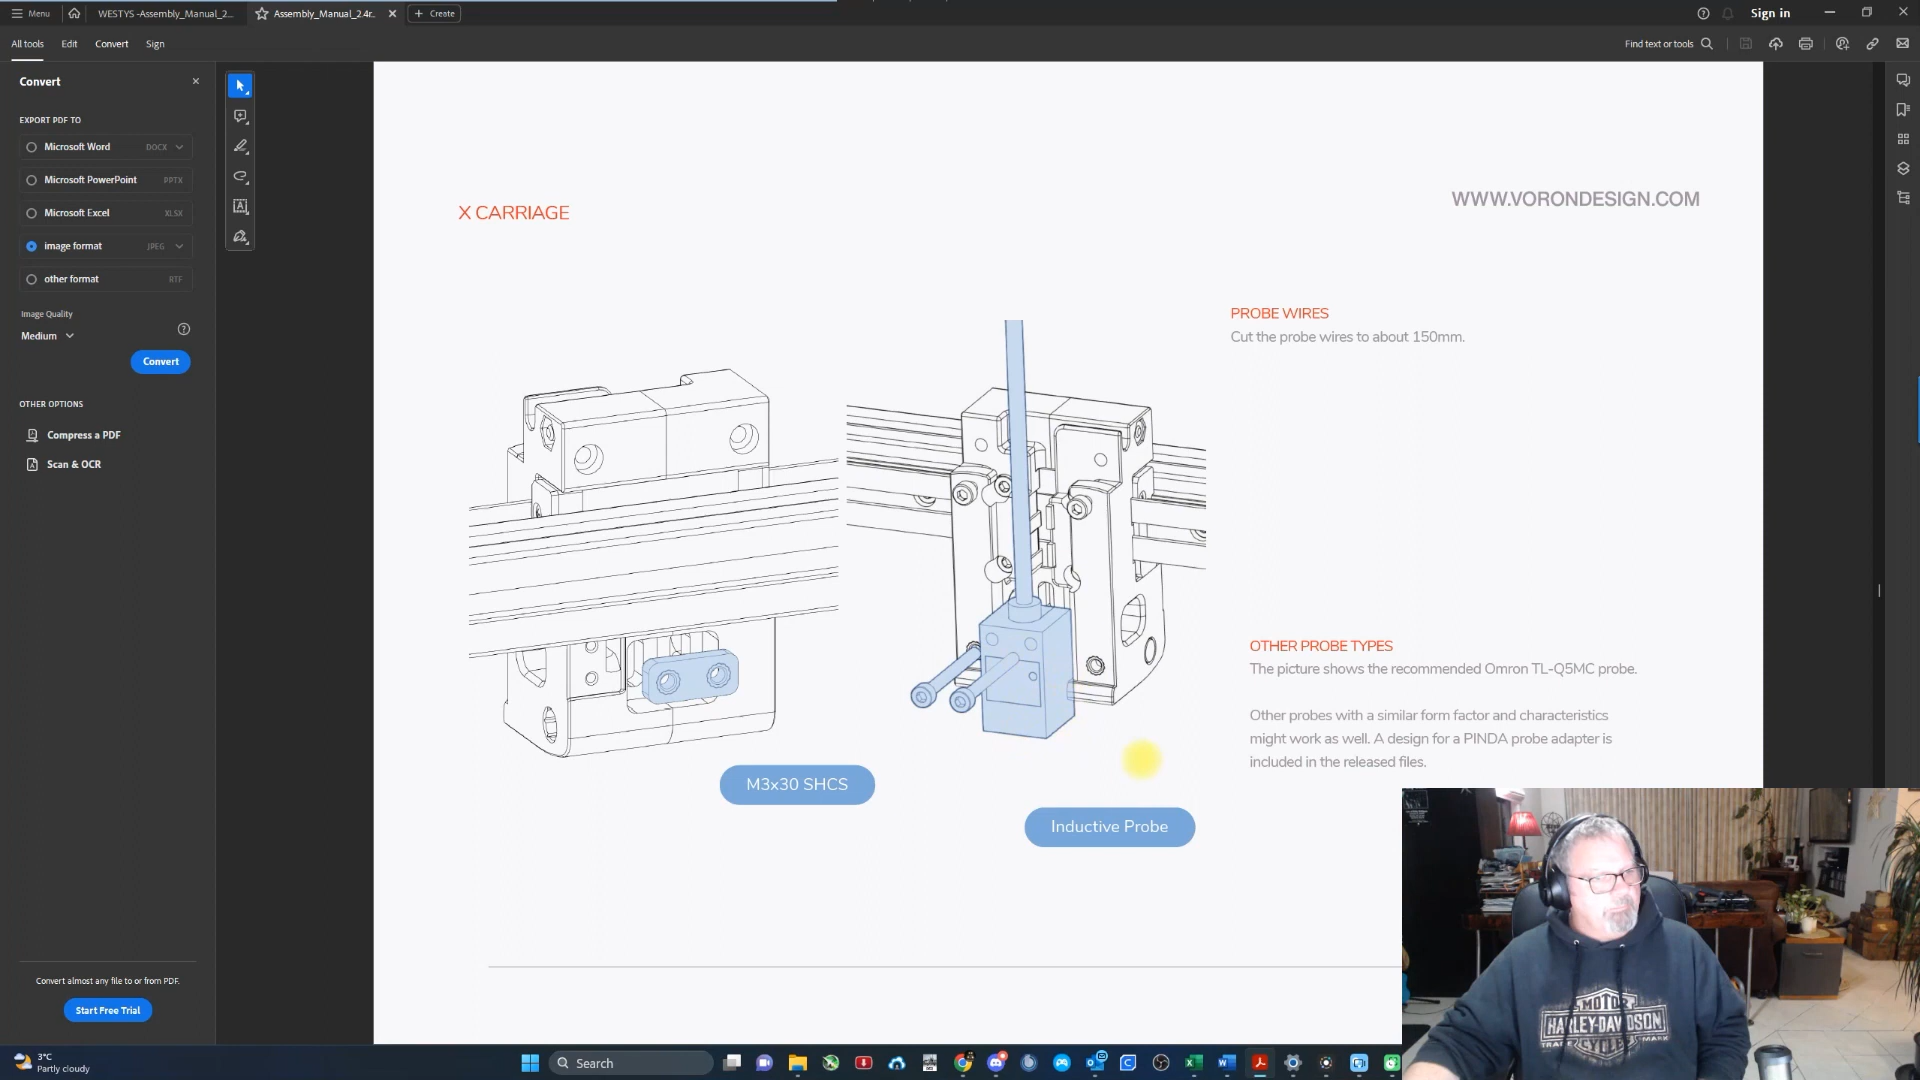 Menu
WESTYS -Assembly_Manual_2...
Assembly_Manual_2.4r...
Create
Sign in
All tools
Edit
Convert
Sign
Find text or tools
Convert
EXPORT PDF TO
Microsoft Word
DOCX
Microsoft PowerPoint
PPTX
Microsoft Excel
XLSX
image format
JPEG
other format
RTF
Image Quality
Medium
Convert
OTHER OPTIONS
Compress a PDF
Scan & OCR
Convert almost any file to or from PDF.
Start Free Trial
X CARRIAGE
WWW.VORONDESIGN.COM
PROBE WIRES
Cut the probe wires to about 150mm.
OTHER PROBE TYPES
The picture shows the recommended Omron TL-Q5MC probe.
Other probes with a similar form factor and characteristics
might work as well. A design for a PINDA probe adapter is
included in the released files.
M3x30 SHCS
Inductive Probe
MOTOR
HARLEY-DAVIDSON
CYCLES
3°C
Partly cloudy
Search